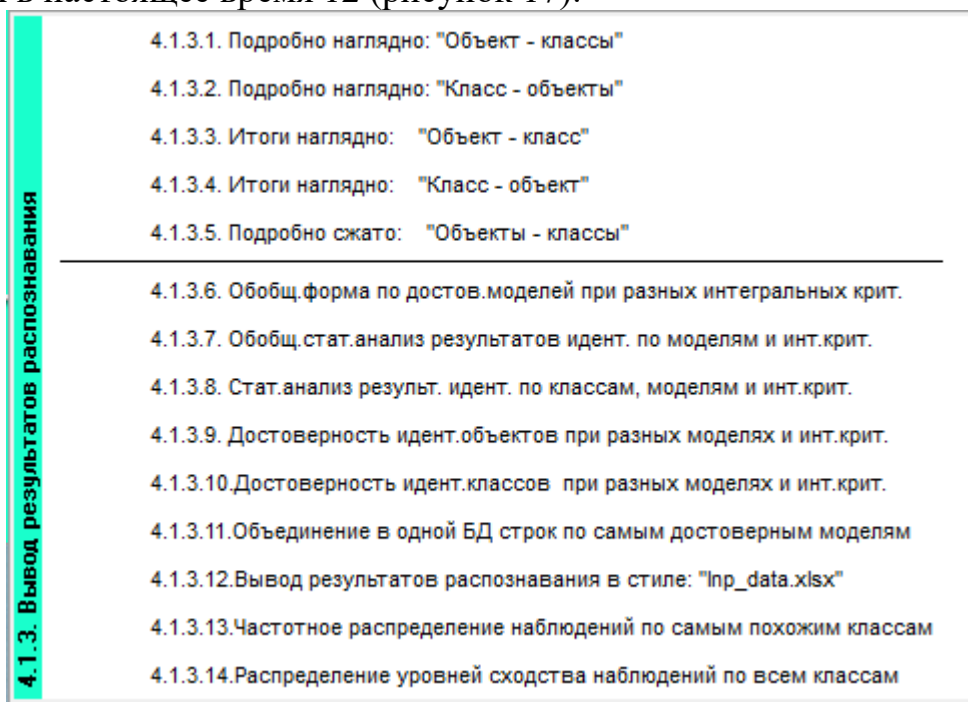 в настоящее время 12 (рисунок 17).
4.1.3. Вывод результатов распознавания
4.1.3.1. Подробно наглядно: "Объект - классы"
4.1.3.2. Подробно наглядно: "Класс - объекты"
4.1.3.3. Итоги наглядно: "Объект - класс"
4.1.3.4. Итоги наглядно: "Класс - объект"
4.1.3.5. Подробно сжато: "Объекты - классы"
4.1.3.6. Обобщ.форма по достов.моделей при разных интегральных крит.
4.1.3.7. Обобщ.стат.анализ результатов идент. по моделям и инт.крит.
4.1.3.8. Стат.анализ результ. идент. по классам, моделям и инт.крит.
4.1.3.9. Достоверность идент.объектов при разных моделях и инт.крит.
4.1.3.10.Достоверность идент.классов при разных моделях и инт.крит.
4.1.3.11.Объединение в одной БД строк по самым достоверным моделям
4.1.3.12.Вывод результатов распознавания в стиле: "Inp_data.xlsx"
4.1.3.13.Частотное распределение наблюдений по самым похожим классам
4.1.3.14.Распределение уровней сходства наблюдений по всем классам